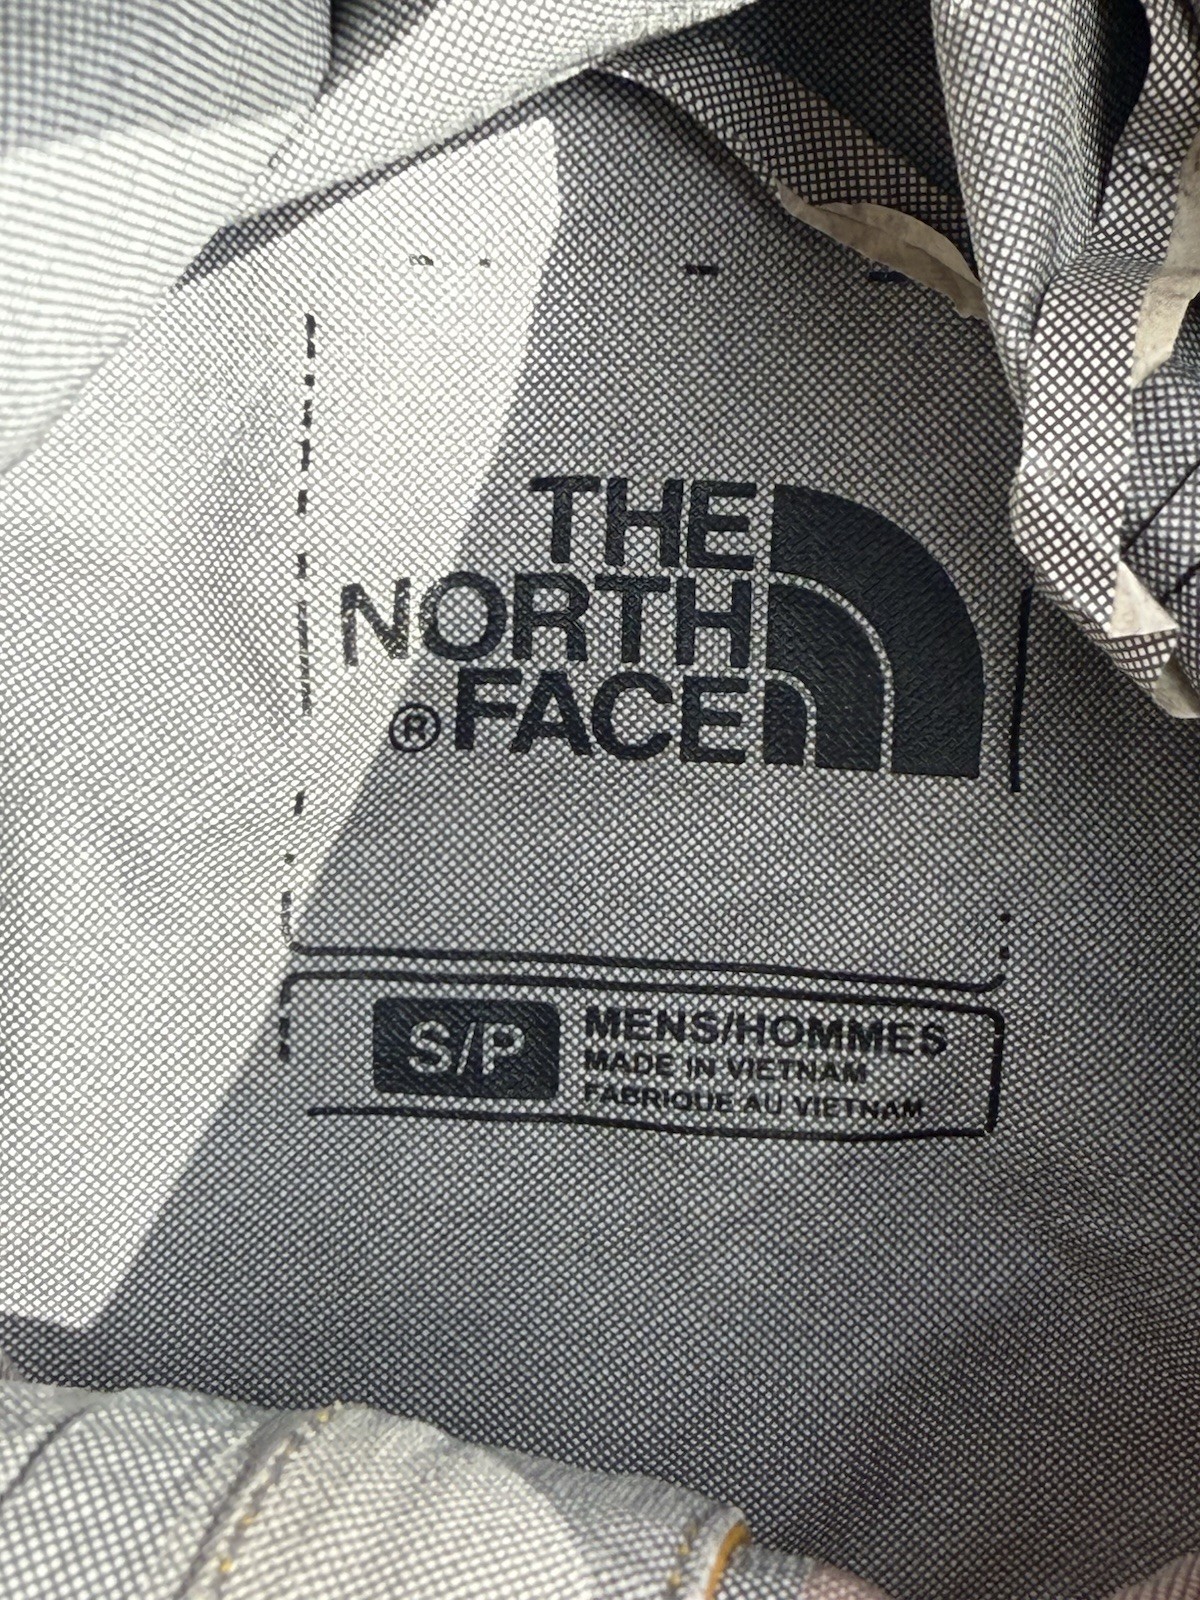 THE
NORTH
® FACE
S/P
MENS/HOMMES
MADE IN VIETNAM
FABRIQUE AU VIETNAM